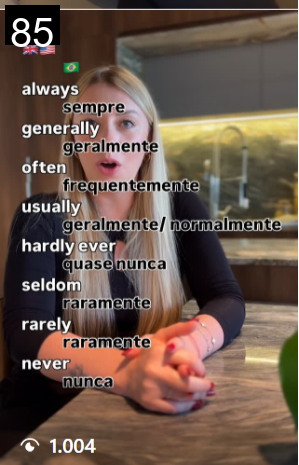 85
always
sempre
generally
geralmente
often
frequentemente
usually
geralmente/ normalmente
hardly ever
quase nunca
seldom
raramente
rarely
raramente
never
nunca
1.004